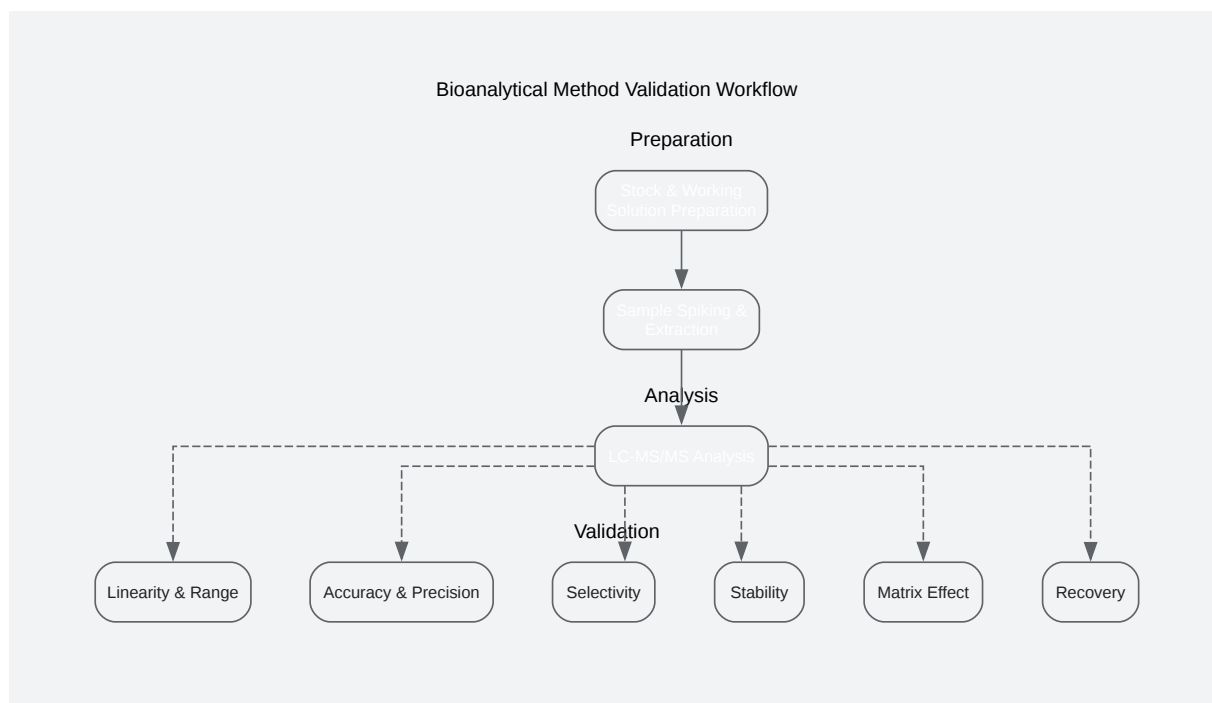 Bioanalytical Method Validation Workflow
Preparation
Stock & Working
Solution Preparation
Sample Spiking &
Extraction
Analysis
LC-MS/MS Analysis
Validation
Linearity & Range
Accuracy & Precision
Selectivity
Stability
Matrix Effect
Recovery